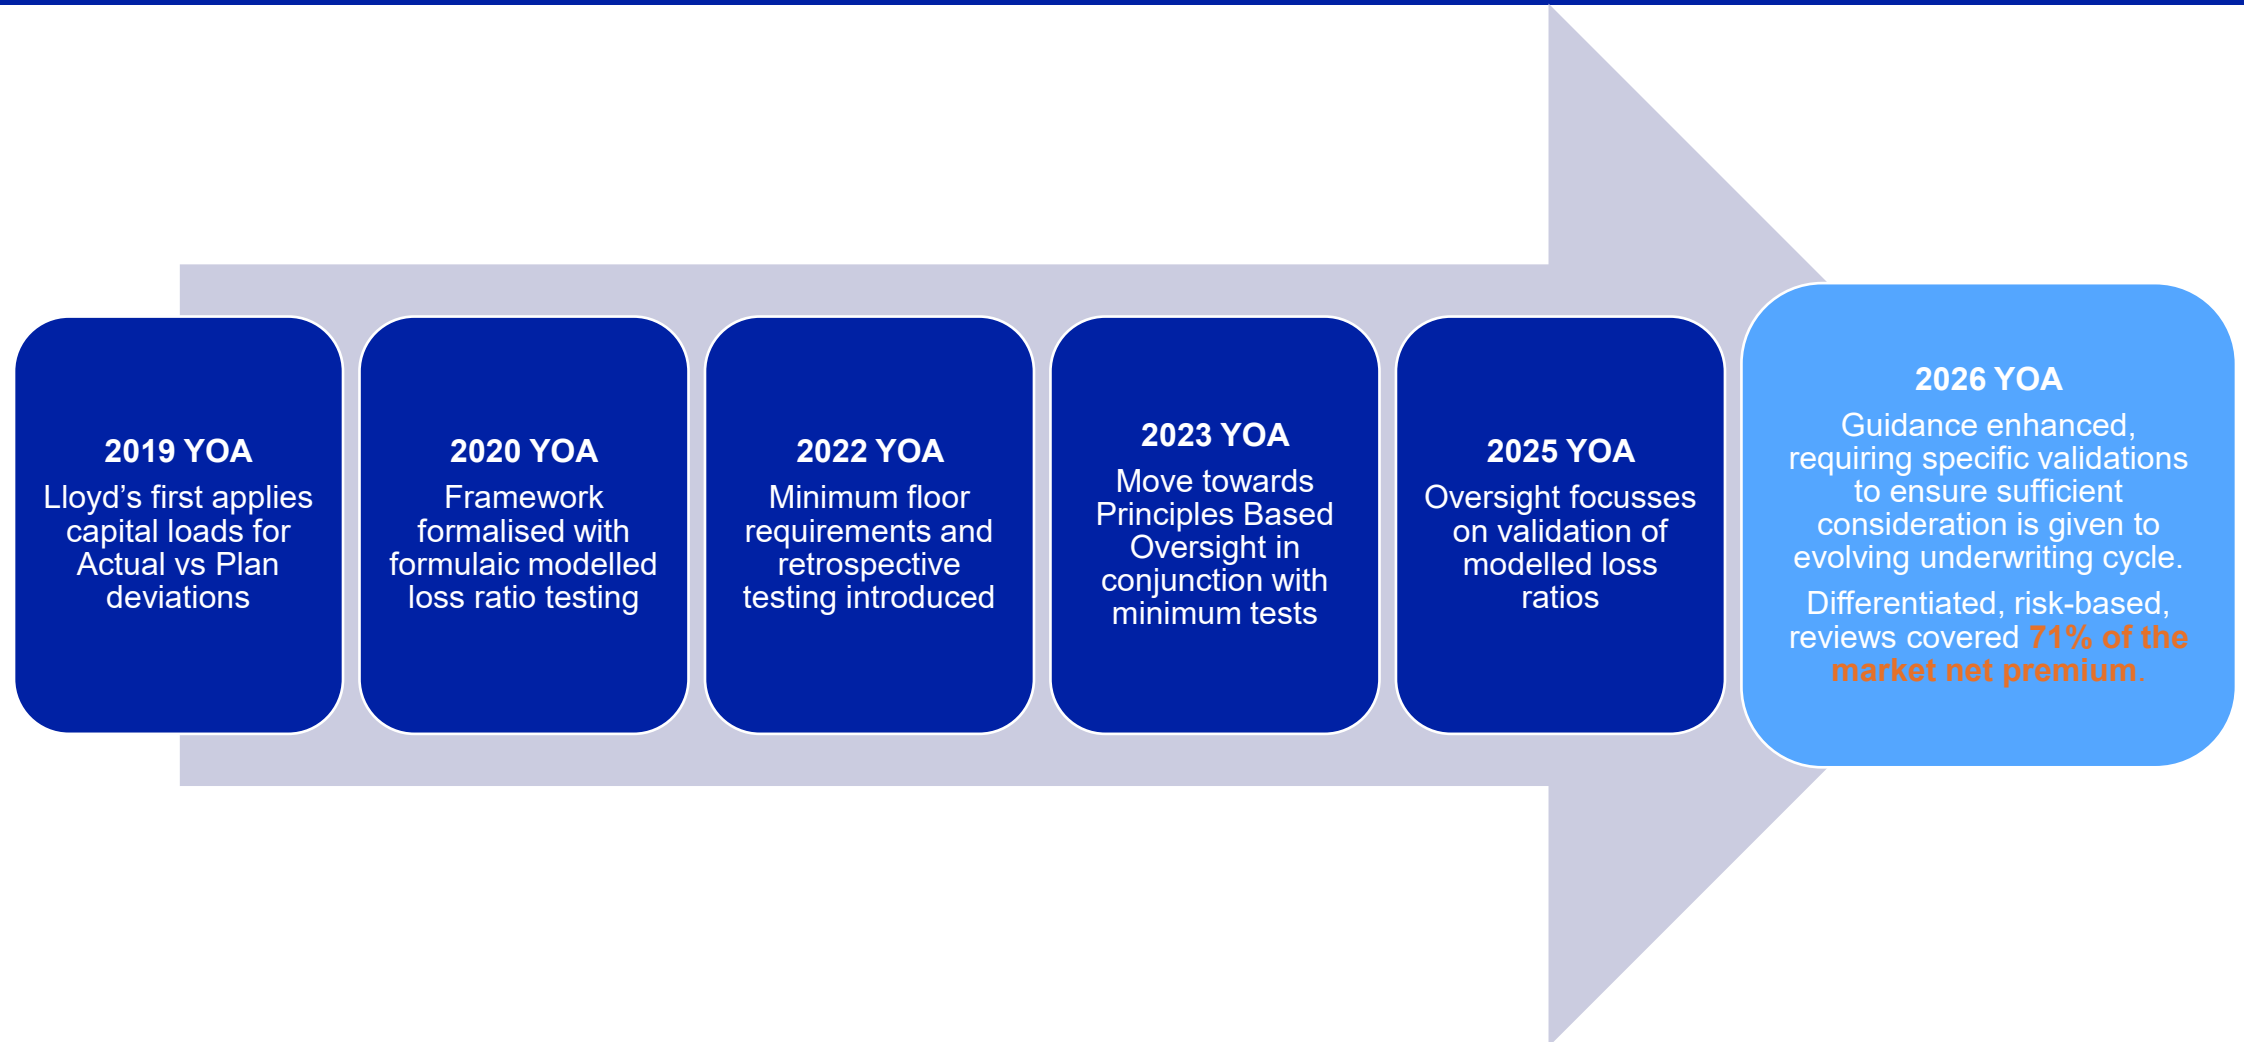 2019 YOA
Lloyd’s first applies
capital loads for
Actual vs Plan
deviations
2020 YOA
Framework
formalised with
formulaic modelled
loss ratio testing
2022 YOA
Minimum floor
requirements and
retrospective
testing introduced
2023 YOA
Move towards
Principles Based
Oversight in
conjunction with
minimum tests
2025 YOA
Oversight focusses
on validation of
modelled loss
ratios
2026 YOA
Guidance enhanced,
requiring specific validations
to ensure sufficient
consideration is given to
evolving underwriting cycle.
Differentiated, risk-based,
reviews covered 71% of the
market net premium.